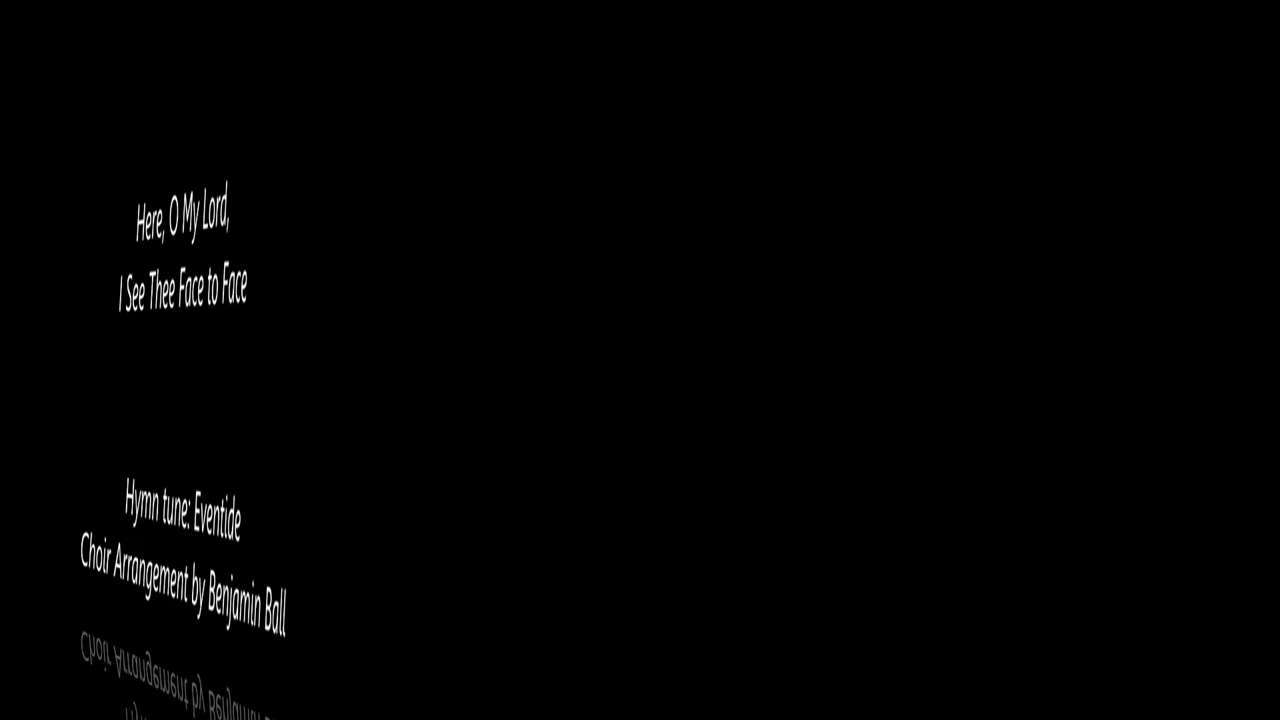 Here, O My Lord,
I See Thee Face to Face
Hymn tune: Eventide
Choir Arrangement by Benjamin Ball